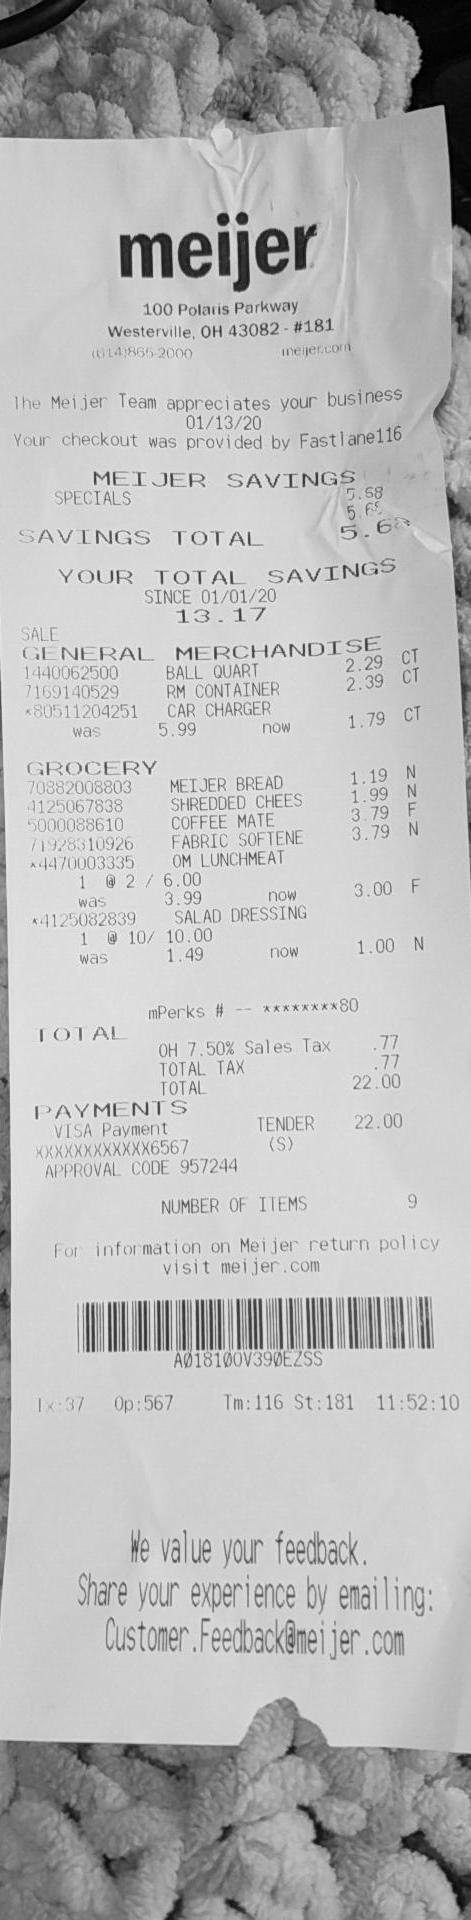 meijer
100 Polaris Parkway
Westerville, OH 43082 - #181
(614)865-2000 meijer.com
The Meijer Team appreciates your business
01/13/20
Your checkout was provided by Fastlane116
MEIJER SAVINGS
SPECIALS 5.68
5.68
SAVINGS TOTAL 5.68
YOUR TOTAL SAVINGS
SINCE 01/01/20
13.17
SALE
GENERAL MERCHANDISE
1440062500 BALL QUART 2.29 CT
7169140529 RM CONTAINER 2.39 CT
*80511204251 CAR CHARGER
was 5.99 now 1.79 CT
GROCERY
70882008803 MEIJER BREAD 1.19 N
4125067838 SHREDDED CHEES 1.99 N
5000088610 COFFEE MATE 3.79 F
71928310926 FABRIC SOFTENE 3.79 N
*4470003335 OM LUNCHMEAT
1 @ 2 / 6.00
was 3.99 now 3.00 F
*4125082839 SALAD DRESSING
1 @ 10/ 10.00
was 1.49 now 1.00 N
mPerks # -- ********80
TOTAL
OH 7.50% Sales Tax .77
TOTAL TAX .77
TOTAL 22.00
PAYMENTS
VISA Payment TENDER 22.00
XXXXXXXXXXXX6567 (S)
APPROVAL CODE 957244
NUMBER OF ITEMS 9
For information on Meijer return policy
visit meijer.com
A018100V390EZSS
Tx:37 Op:567 Tm:116 St:181 11:52:10
We value your feedback.
Share your experience by emailing:
Customer.Feedback@meijer.com